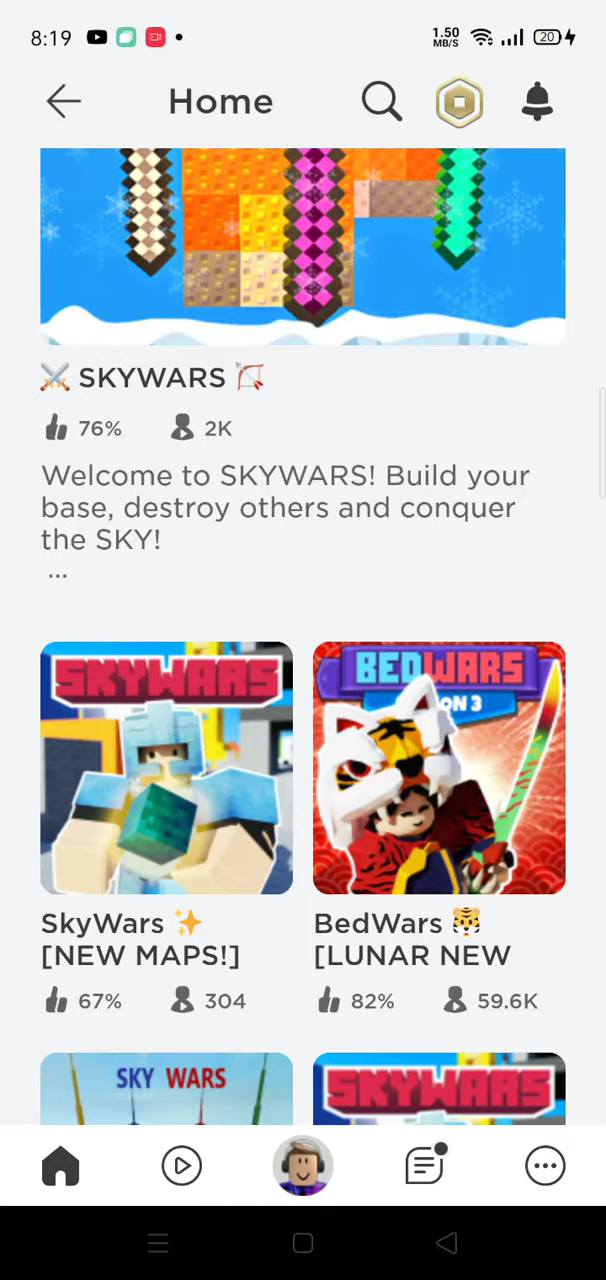 8:19
1.50
MB/S
20
Home
⚔️ SKYWARS 🏹
76%
2K
Welcome to SKYWARS! Build your
base, destroy others and conquer
the SKY!
...
SKYWARS
BEDWARS
ON 3
SkyWars ✨
[NEW MAPS!]
BedWars 🐯
[LUNAR NEW
67%
304
82%
59.6K
SKY WARS
SKYWARS